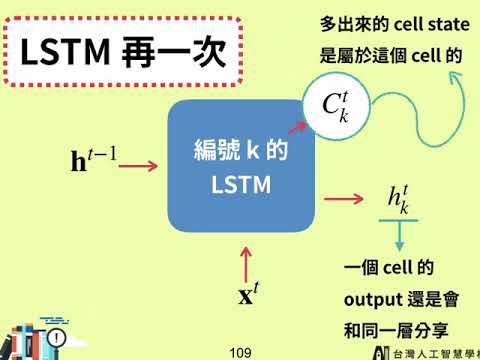 LSTM 再一次
多出來的 cell state
是屬於這個 cell 的
C_k^t
h^{t-1}
編號 k 的
LSTM
h_k^t
x^t
一個 cell 的
output 還是會
和同一層分享
109
台灣人工智慧學校